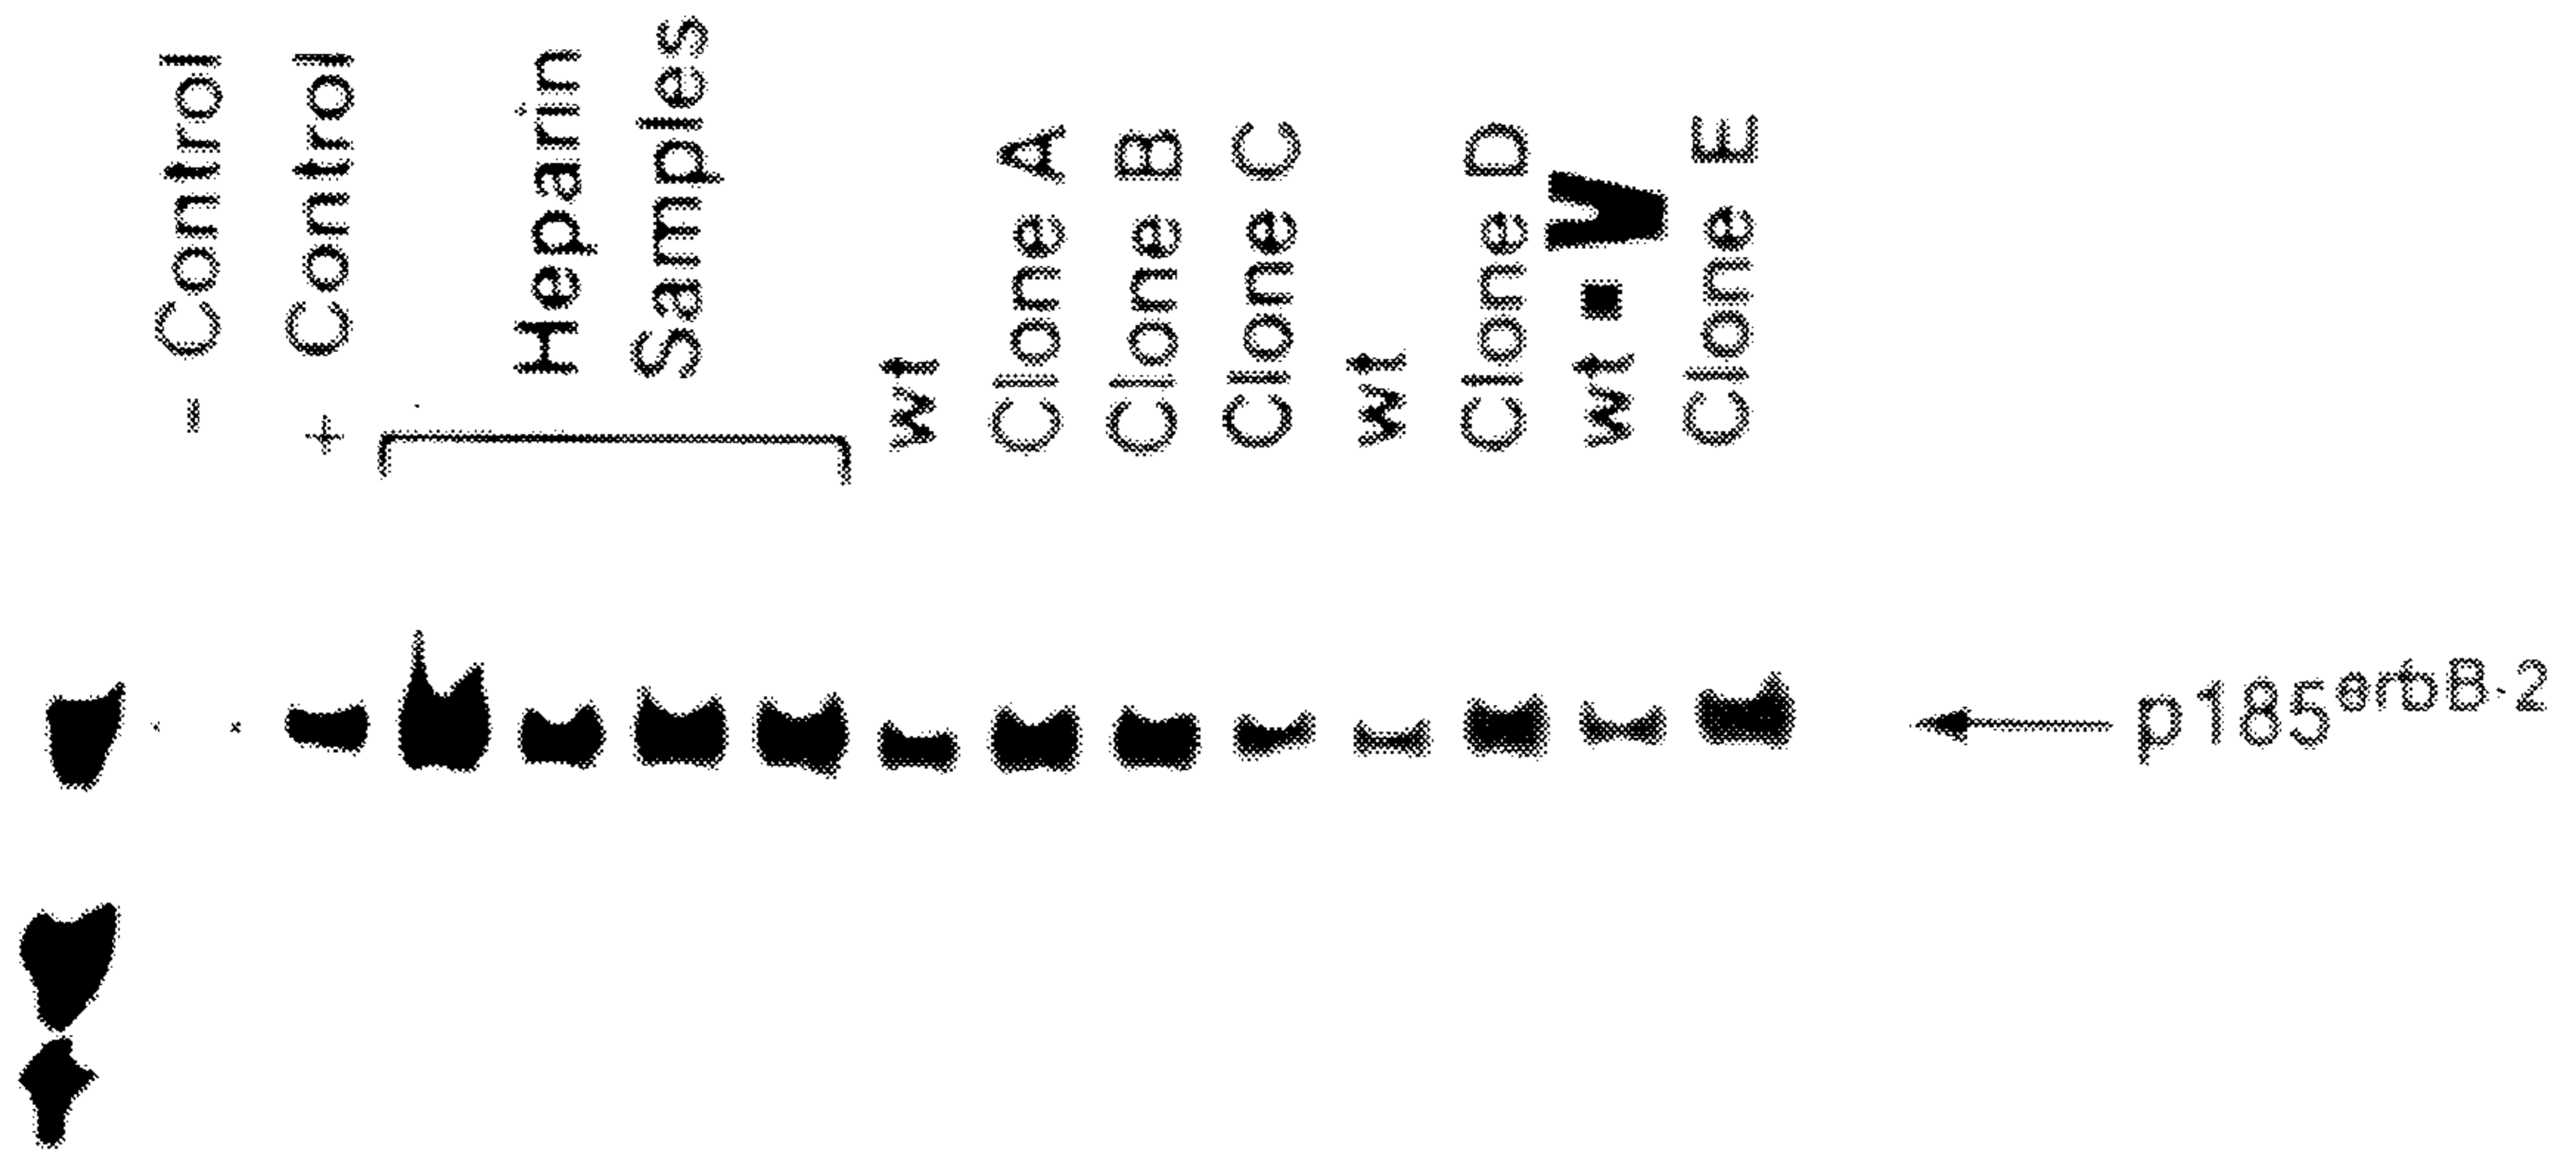 - Control
+ Control
Heparin
Samples
wt
Clone A
Clone B
Clone C
wt
Clone D
wt - V
Clone E
p185erbB-2